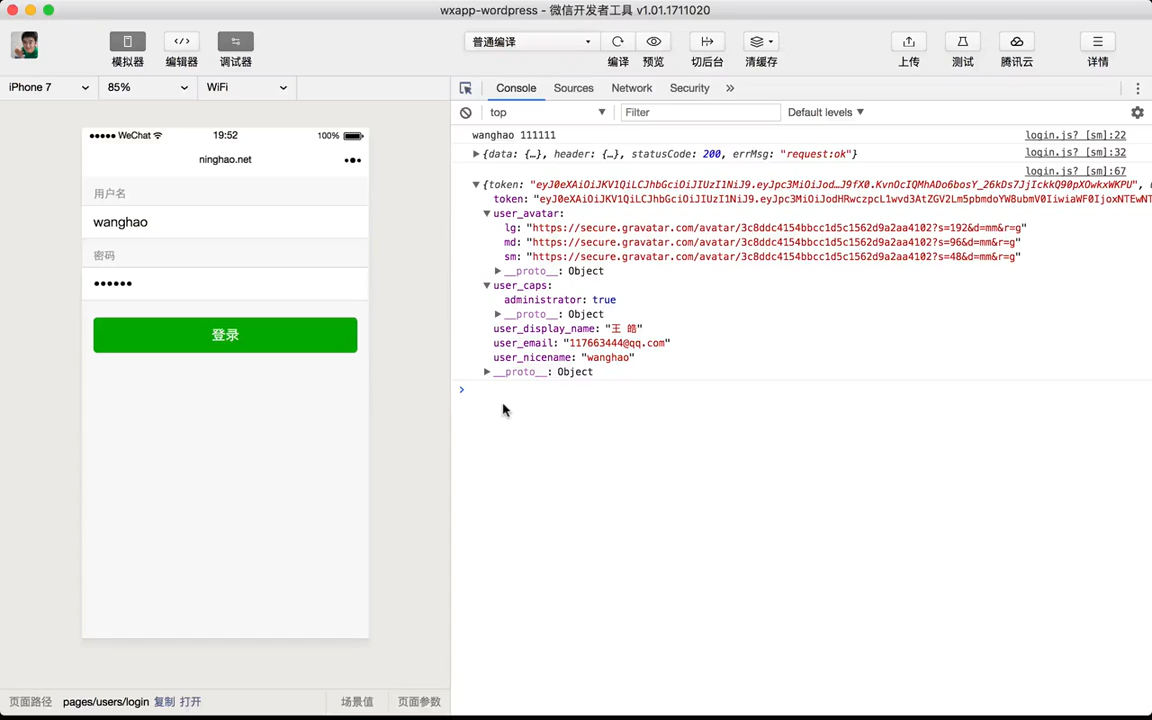 wxapp-wordpress - 微信开发者工具 v1.01.1711020
模拟器 编辑器 调试器 普通编译 编译 预览 切后台 清缓存 上传 测试 腾讯云 详情
iPhone 7 85% WiFi
Console Sources Network Security »
top Filter Default levels
WeChat 19:52 100%
ninghao.net
用户名
wanghao
密码
••••••
登录
wanghao 111111 login.js? [sm]:22
{data: {…}, header: {…}, statusCode: 200, errMsg: "request:ok"} login.js? [sm]:32
login.js? [sm]:67
user_avatar:
lg: "https://secure.gravatar.com/avatar/3c8ddc4154bbcc1d5c1562d9a2aa4102?s=192&d=mm&r=g"
md: "https://secure.gravatar.com/avatar/3c8ddc4154bbcc1d5c1562d9a2aa4102?s=96&d=mm&r=g"
sm: "https://secure.gravatar.com/avatar/3c8ddc4154bbcc1d5c1562d9a2aa4102?s=48&d=mm&r=g"
__proto__: Object
user_caps:
administrator: true
__proto__: Object
user_display_name: "王 皓"
user_email: "117663444@qq.com"
user_nicename: "wanghao"
__proto__: Object
页面路径 pages/users/login 复制 打开 场景值 页面参数